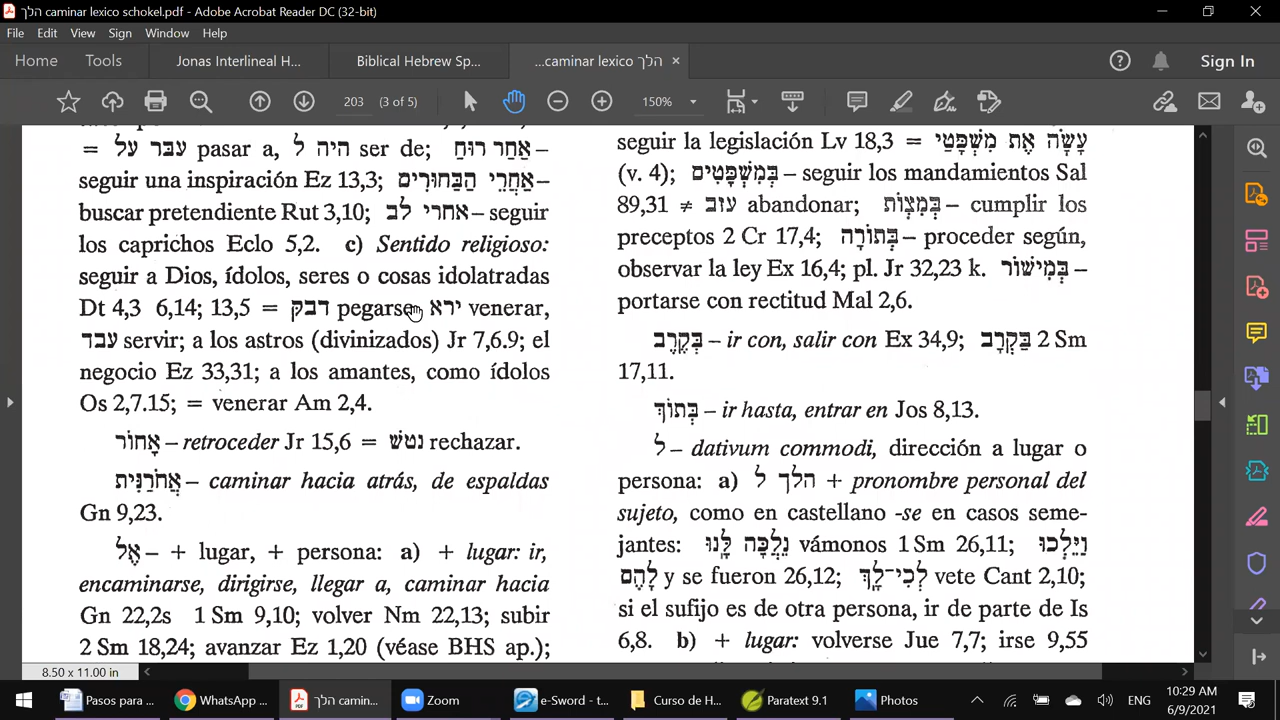 הלך caminar lexico schokel.pdf - Adobe Acrobat Reader DC (32-bit)
File Edit View Sign Window Help
Home Tools Jonas Interlineal H... Biblical Hebrew Sp... ...caminar lexico הלך × Sign In
203 (3 of 5) 150%
= עבר על pasar a, היה ל ser de; אַחַר רוּחַ–
seguir una inspiración Ez 13,3; אַחֲרֵי הַבַּחוּרִים–
buscar pretendiente Rut 3,10; אחרי לב– seguir
los caprichos Eclo 5,2. c) Sentido religioso:
seguir a Dios, ídolos, seres o cosas idolatradas
Dt 4,3 6,14; 13,5 = דבק pegarse ירא venerar,
עבד servir; a los astros (divinizados) Jr 7,6.9; el
negocio Ez 33,31; a los amantes, como ídolos
Os 2,7.15; = venerar Am 2,4.
אָחוֹר– retroceder Jr 15,6 = נטשׁ rechazar.
אֲחֹרַנִּית– caminar hacia atrás, de espaldas
Gn 9,23.
אֶל– + lugar, + persona: a) + lugar: ir,
encaminarse, dirigirse, llegar a, caminar hacia
Gn 22,2s 1 Sm 9,10; volver Nm 22,13; subir
2 Sm 18,24; avanzar Ez 1,20 (véase BHS ap.);
seguir la legislación Lv 18,3 = עָשָׂה אֶת מִשְׁפָּטַי
(v. 4); בְּמִשְׁפָּטִים– seguir los mandamientos Sal
89,31 ≠ עזב abandonar; בְּמִצְוֹת– cumplir los
preceptos 2 Cr 17,4; בְּתוֹרָה– proceder según,
observar la ley Ex 16,4; pl. Jr 32,23 k. בְּמִישׁוֹר–
portarse con rectitud Mal 2,6.
בְּקֶרֶב– ir con, salir con Ex 34,9; בַּקְרָב 2 Sm
17,11.
בְּתוֹךְ– ir hasta, entrar en Jos 8,13.
ל– dativum commodi, dirección a lugar o
persona: a) הלך ל + pronombre personal del
sujeto, como en castellano -se en casos seme-
jantes: נֵלְכָה לָּנוּ vámonos 1 Sm 26,11; וַיֵּלְכוּ
לָהֶם y se fueron 26,12; לְכִי־לָךְ vete Cant 2,10;
si el sufijo es de otra persona, ir de parte de Is
6,8. b) + lugar: volverse Jue 7,7; irse 9,55
8.50 x 11.00 in
Pasos para ... WhatsApp ... הלך camin... Zoom e-Sword - t... Curso de H... Paratext 9.1 Photos ENG 10:29 AM
6/9/2021